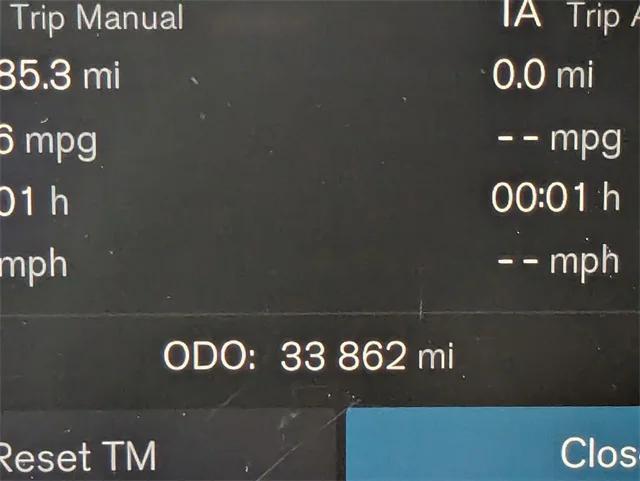 Trip Manual TA Trip
85.3 mi 0.0 mi
6 mpg -- mpg
01 h 00:01 h
mph -- mph
ODO: 33 862 mi
Reset TM Clos